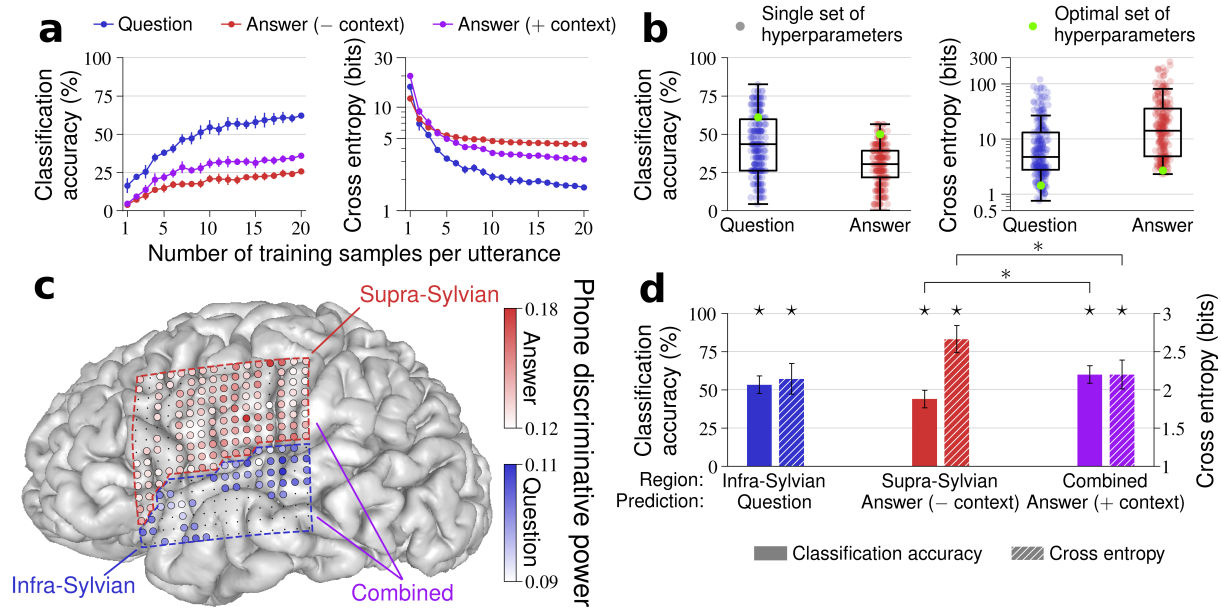 a
Question
Answer (− context)
Answer (+ context)
Classification
accuracy (%)
100
75
50
25
0
1
5
10
15
20
Cross entropy (bits)
30
10
5
1
1
5
10
15
20
Number of training samples per utterance
b
Single set of
hyperparameters
Optimal set of
hyperparameters
Classification
accuracy (%)
100
75
50
25
0
Question
Answer
Cross entropy (bits)
300
100
10
1
0.5
Question
Answer
c
Supra-Sylvian
Infra-Sylvian
Combined
0.18
Answer
0.12
0.11
Question
0.09
Phone discriminative power
d
*
*
★ ★ ★ ★ ★ ★
Classification
accuracy (%)
100
75
50
25
0
3
2.5
2
1.5
1
Cross entropy (bits)
Region: Infra-Sylvian Supra-Sylvian Combined
Prediction: Question Answer (− context) Answer (+ context)
Classification accuracy
Cross entropy